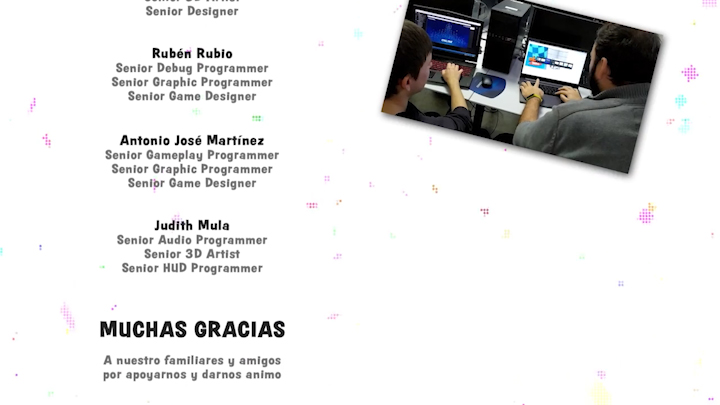 Senior Designer
Rubén Rubio
Senior Debug Programmer
Senior Graphic Programmer
Senior Game Designer
Antonio José Martínez
Senior Gameplay Programmer
Senior Graphic Programmer
Senior Game Designer
Judith Mula
Senior Audio Programmer
Senior 3D Artist
Senior HUD Programmer
MUCHAS GRACIAS
A nuestro familiares y amigos
por apoyarnos y darnos animo